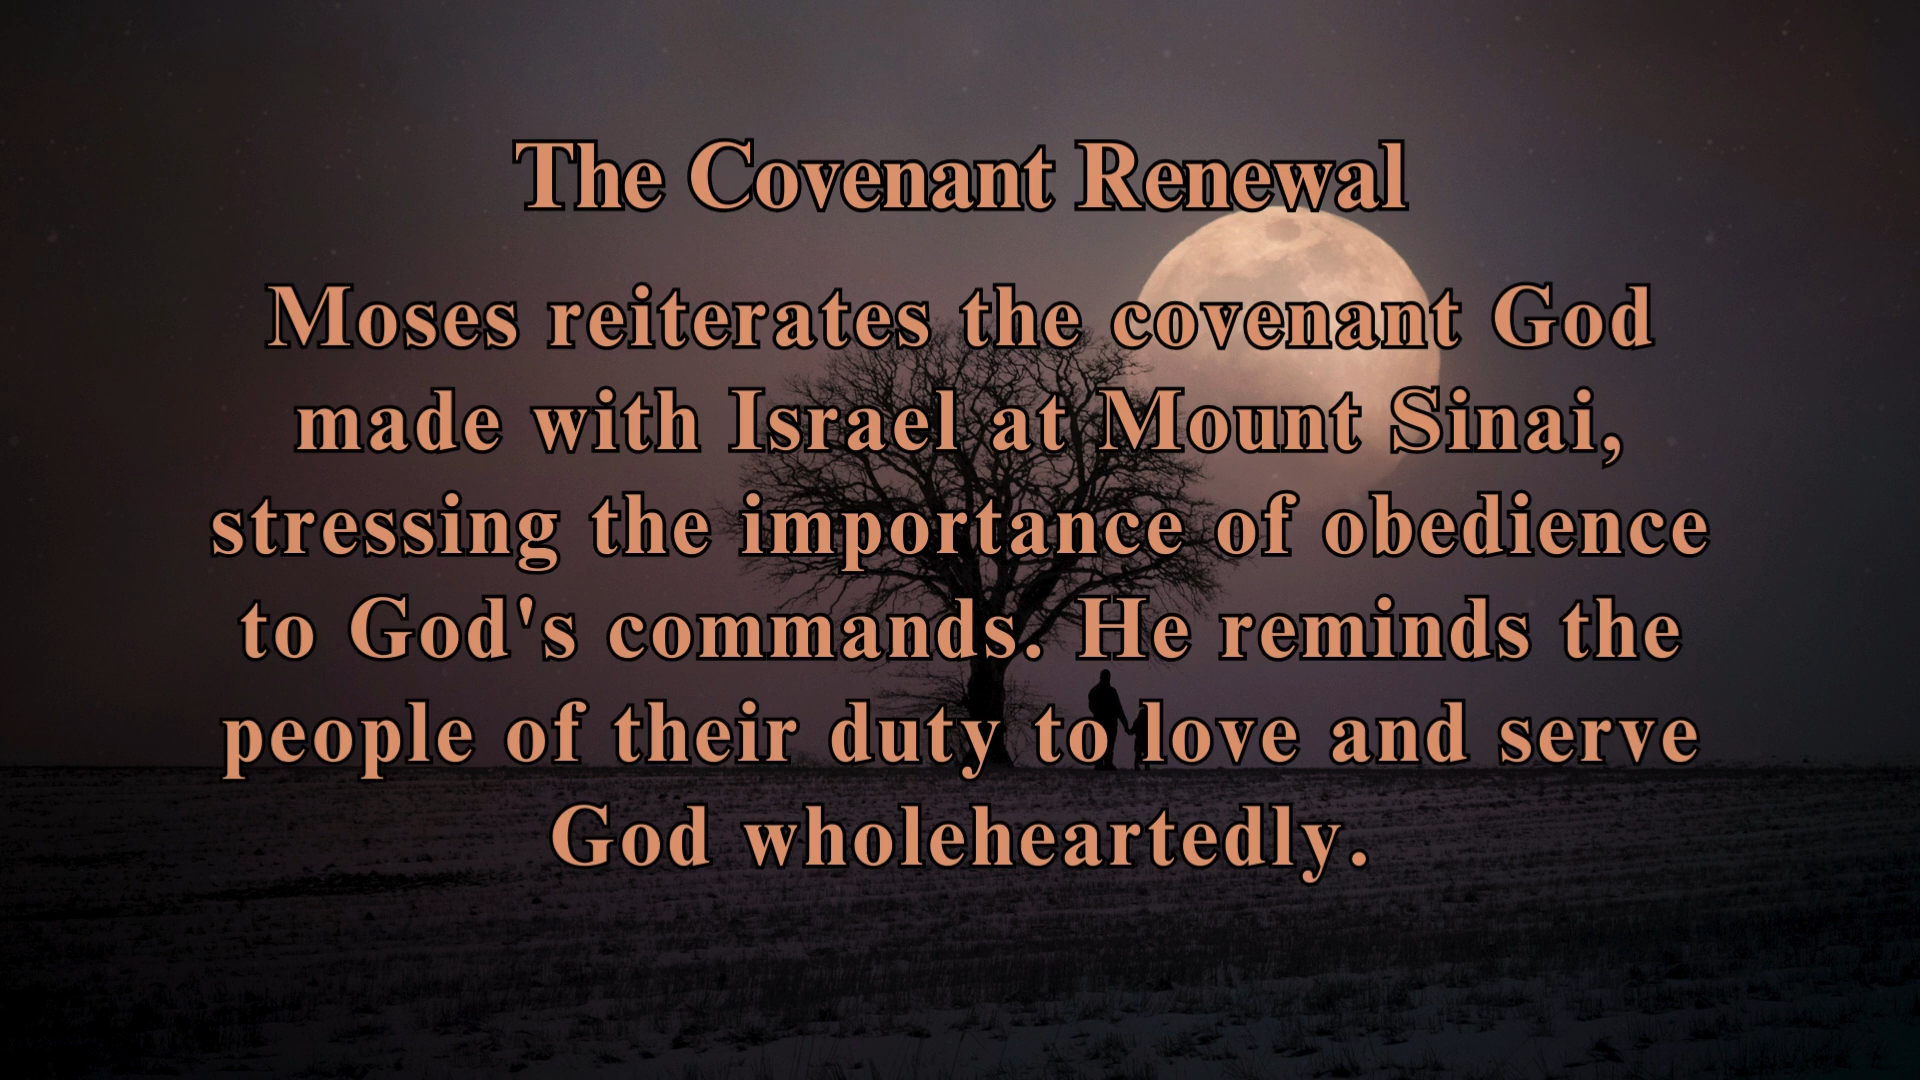 The Covenant Renewal
Moses reiterates the covenant God
made with Israel at Mount Sinai,
stressing the importance of obedience
to God's commands. He reminds the
people of their duty to love and serve
God wholeheartedly.